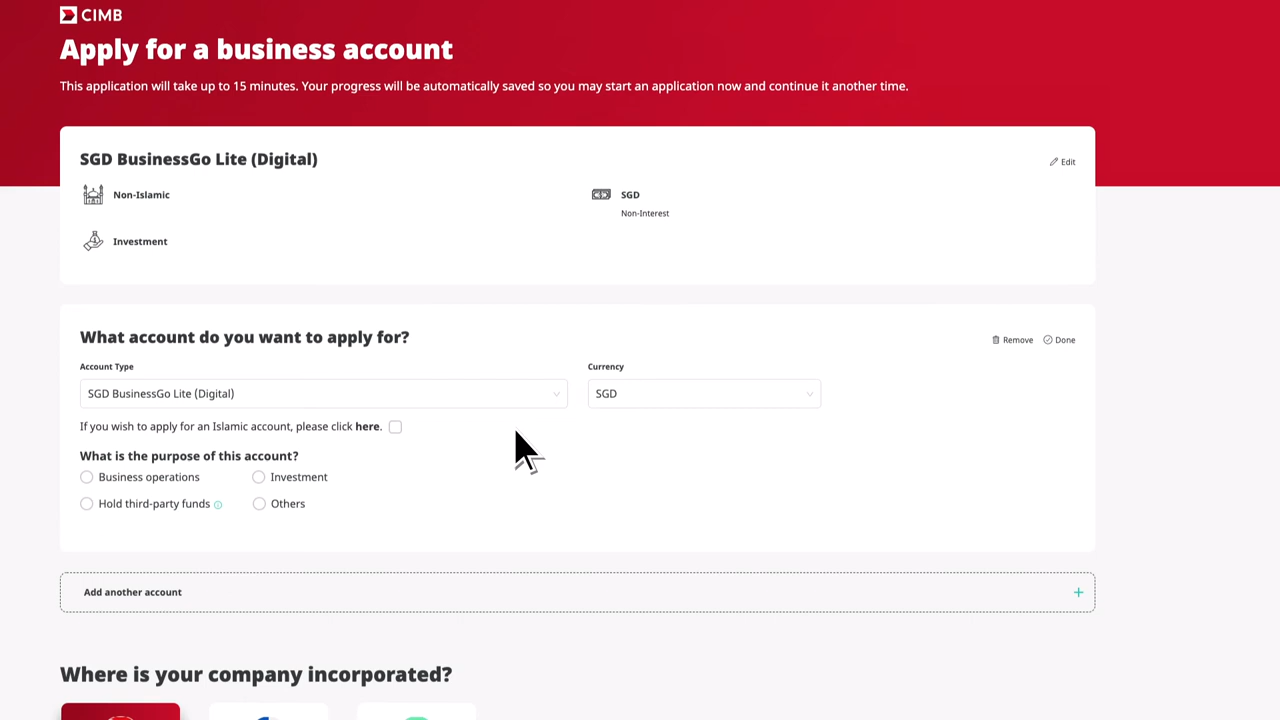 CIMB
Apply for a business account
This application will take up to 15 minutes. Your progress will be automatically saved so you may start an application now and continue it another time.
SGD BusinessGo Lite (Digital)
Edit
Non-Islamic
SGD
Non-Interest
Investment
What account do you want to apply for?
Remove
Done
Account Type
Currency
SGD BusinessGo Lite (Digital)
SGD
If you wish to apply for an Islamic account, please click here.
What is the purpose of this account?
Business operations
Investment
Hold third-party funds
Others
Add another account
Where is your company incorporated?